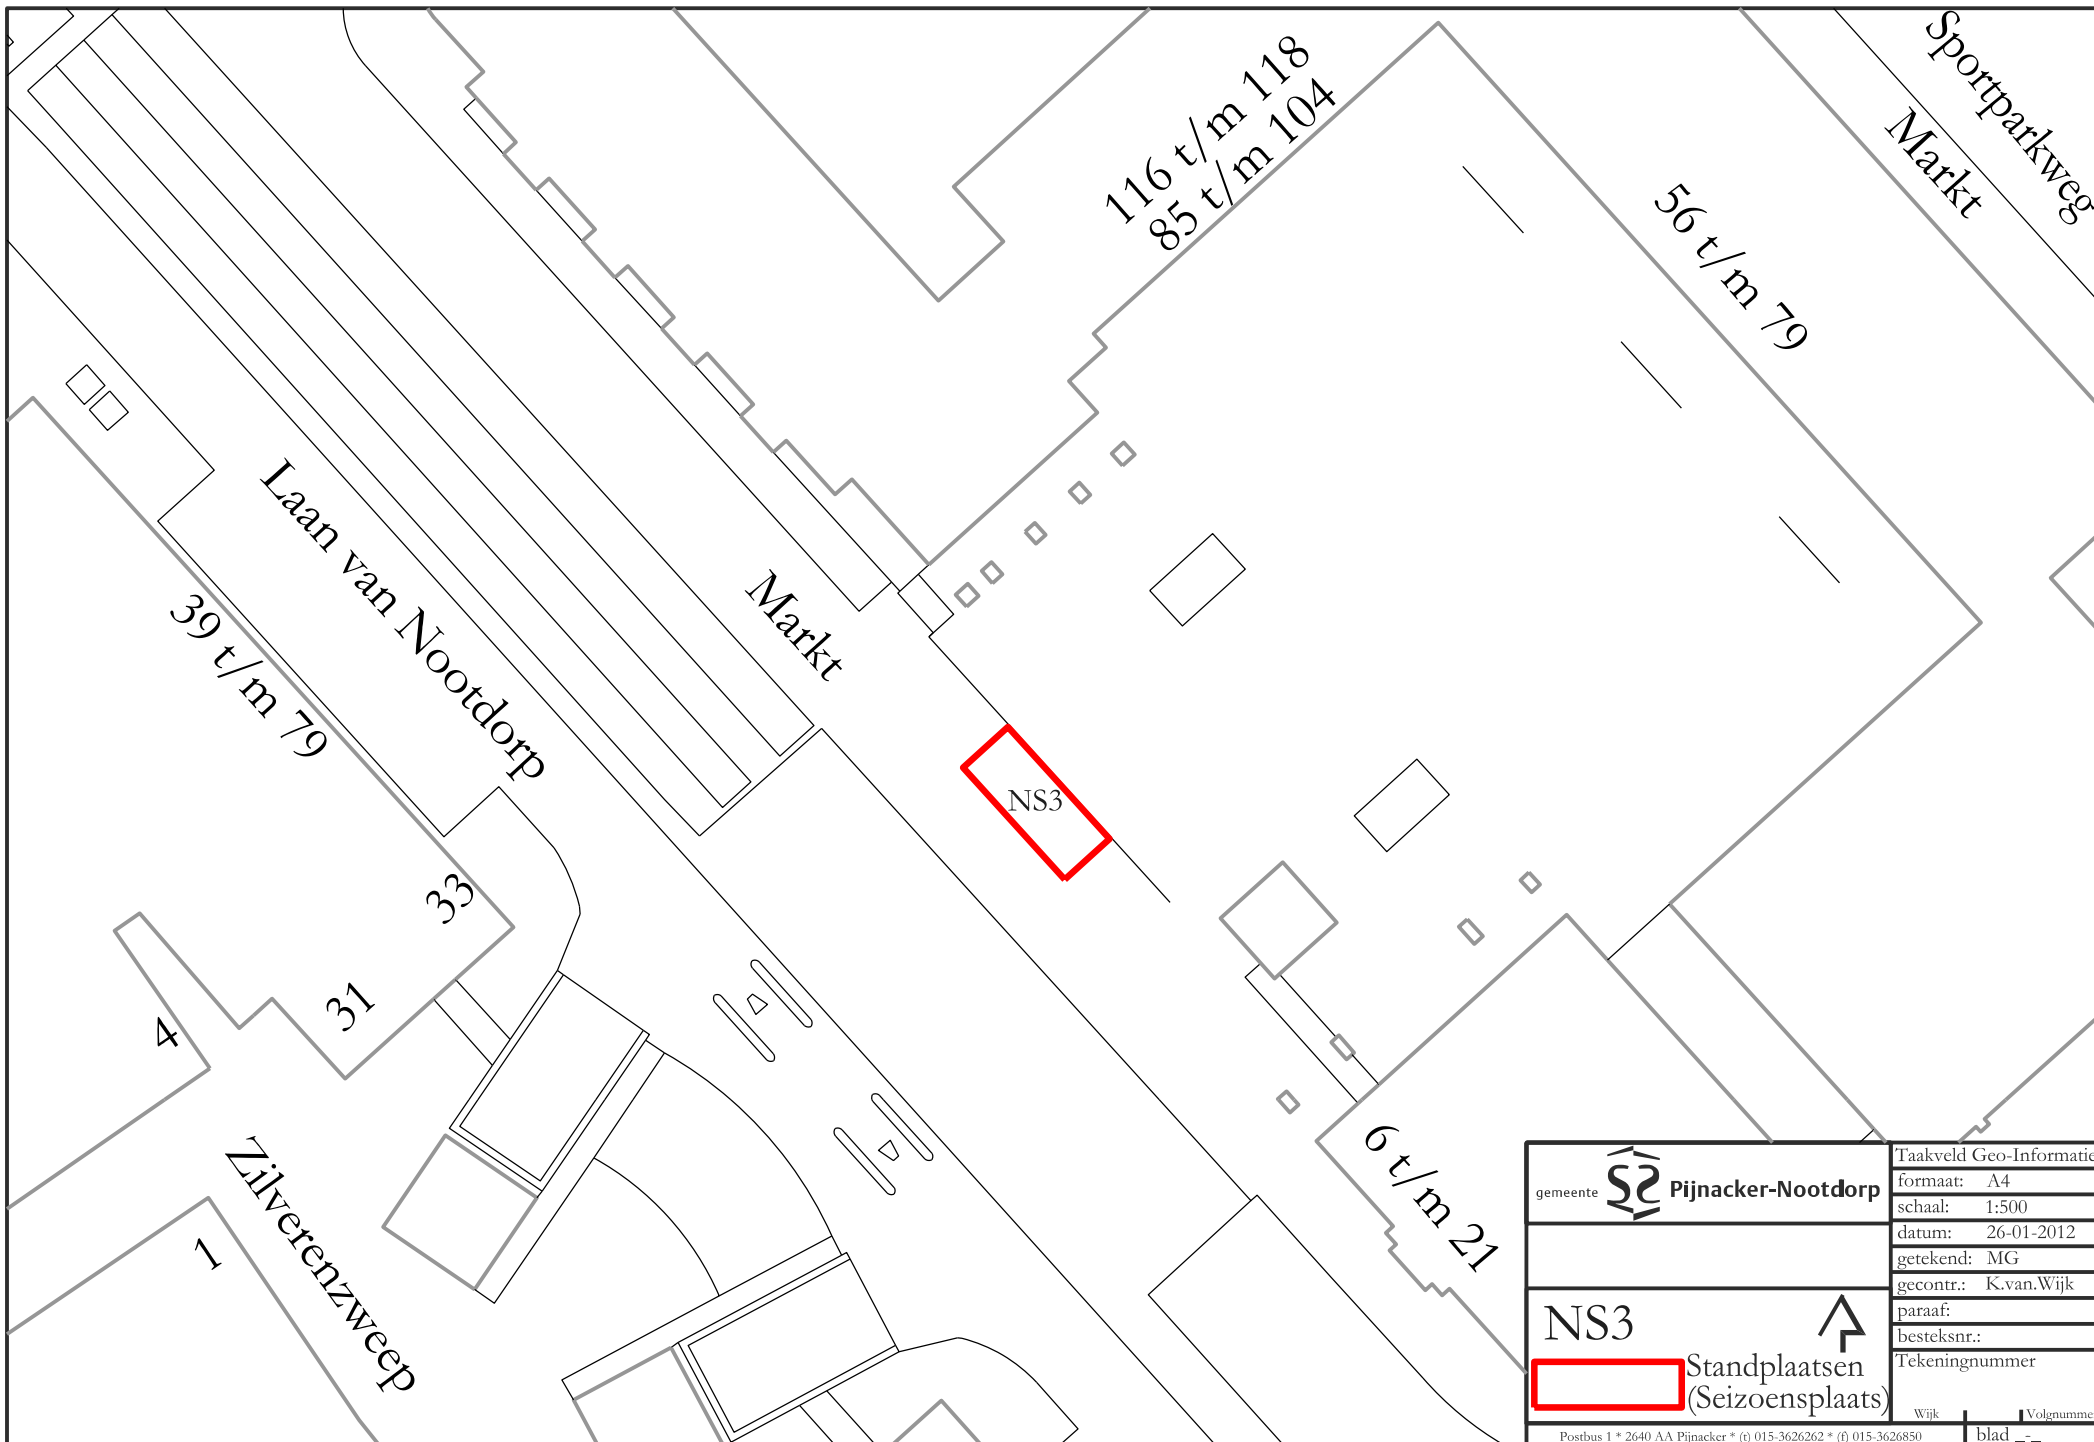 Sportparkweg
Markt
116 t/m 118
85 t/m 104
56 t/m 79
Laan van Nootdorp
Markt
39 t/m 79
NS3
33
31
4
Zilverenzweep
1
6 t/m 21
gemeente Pijnacker-Nootdorp
NS3
Standplaatsen
(Seizoensplaats)
Taakveld Geo-Informatie
formaat: A4
schaal: 1:500
datum: 26-01-2012
getekend: MG
gecontr.: K.van.Wijk
paraaf:
besteksnr.:
Tekeningnummer
Wijk Volgnumme
blad _-_
Postbus 1 * 2640 AA Pijnacker * (t) 015-3626262 * (f) 015-3626850